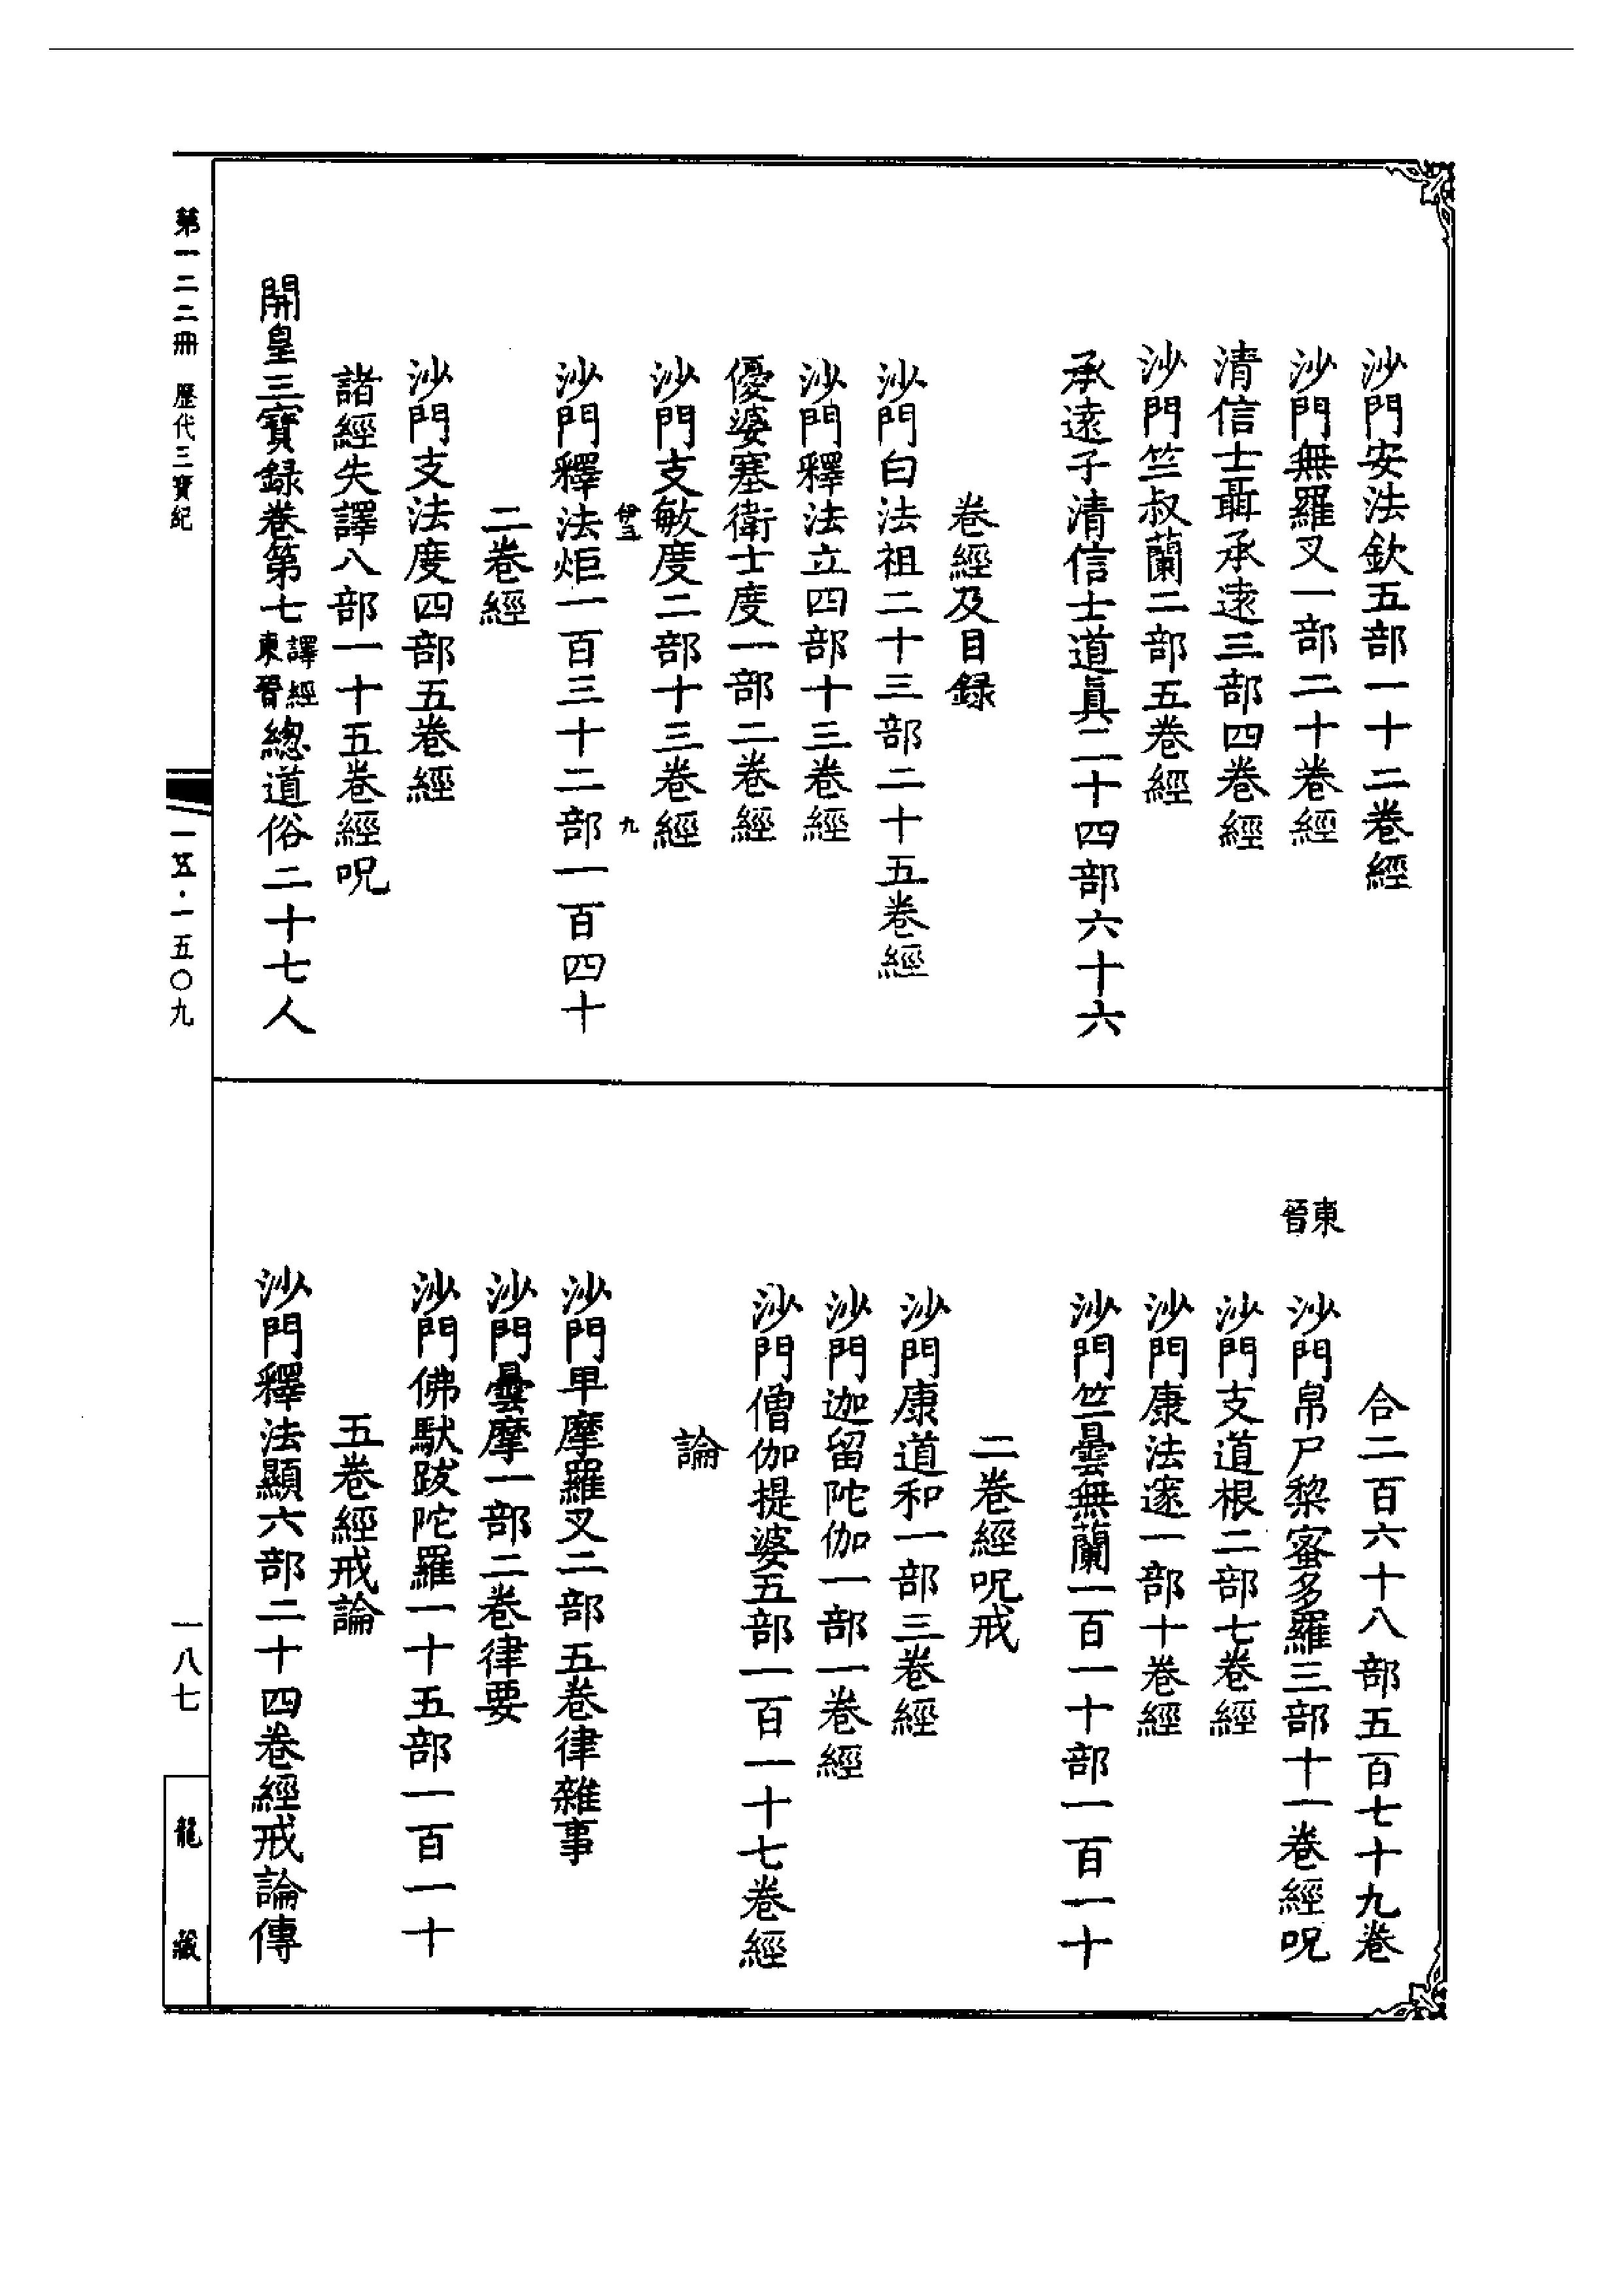 沙門安法欽五部一十二卷經
沙門無羅叉一部二十卷經
清信士聶承遠三部四卷經
沙門竺叔蘭二部五卷經
承遠子清信士道眞二十四部六十六
卷經及目録
沙門白法祖二十三部二十五卷經
沙門釋法立四部十三卷經
優婆塞衛士度一部二卷經
沙門支敏度二部十三卷經
伊三
九
沙門釋法炬一百三十二部一百四十
二卷經
沙門支法度四部五卷經
諸經失譯八部一十五卷經呪
開皇三寶録卷第七譯經東晉總道俗二十七人
合二百六十八部五百七十九卷
東晉
沙門帛尸黎蜜多羅三部十一卷經呪
沙門支道根二部七卷經
沙門康法邃一部十卷經
沙門竺曇無蘭一百一十部一百一十
二卷經呪戒
沙門康道和一部三卷經
沙門迦留陀伽一部一卷經
沙門僧伽提婆五部一百一十七卷經
論
沙門卑摩羅叉二部五卷律雜事
沙門曇摩一部二卷律要
沙門佛馱跋陀羅一十五部一百一十
五卷經戒論
沙門釋法顯六部二十四卷經戒論傳
第一二二冊 歷代三寶紀
一五·一五〇九
一八七
龍藏